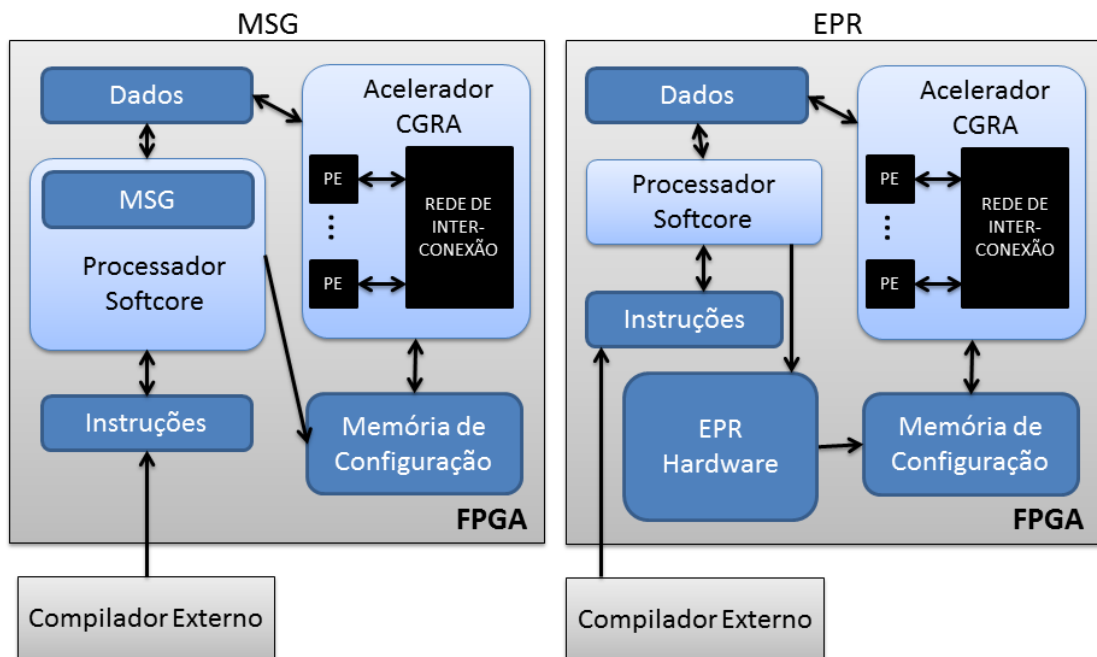 MSG
Dados
Acelerador
CGRA
MSG
Processador
Softcore
PE
⋮
PE
REDE DE
INTER-
CONEXÃO
Instruções
Memória de
Configuração
FPGA
Compilador Externo
EPR
Dados
Acelerador
CGRA
Processador
Softcore
PE
⋮
PE
REDE DE
INTER-
CONEXÃO
Instruções
EPR
Hardware
Memória de
Configuração
FPGA
Compilador Externo